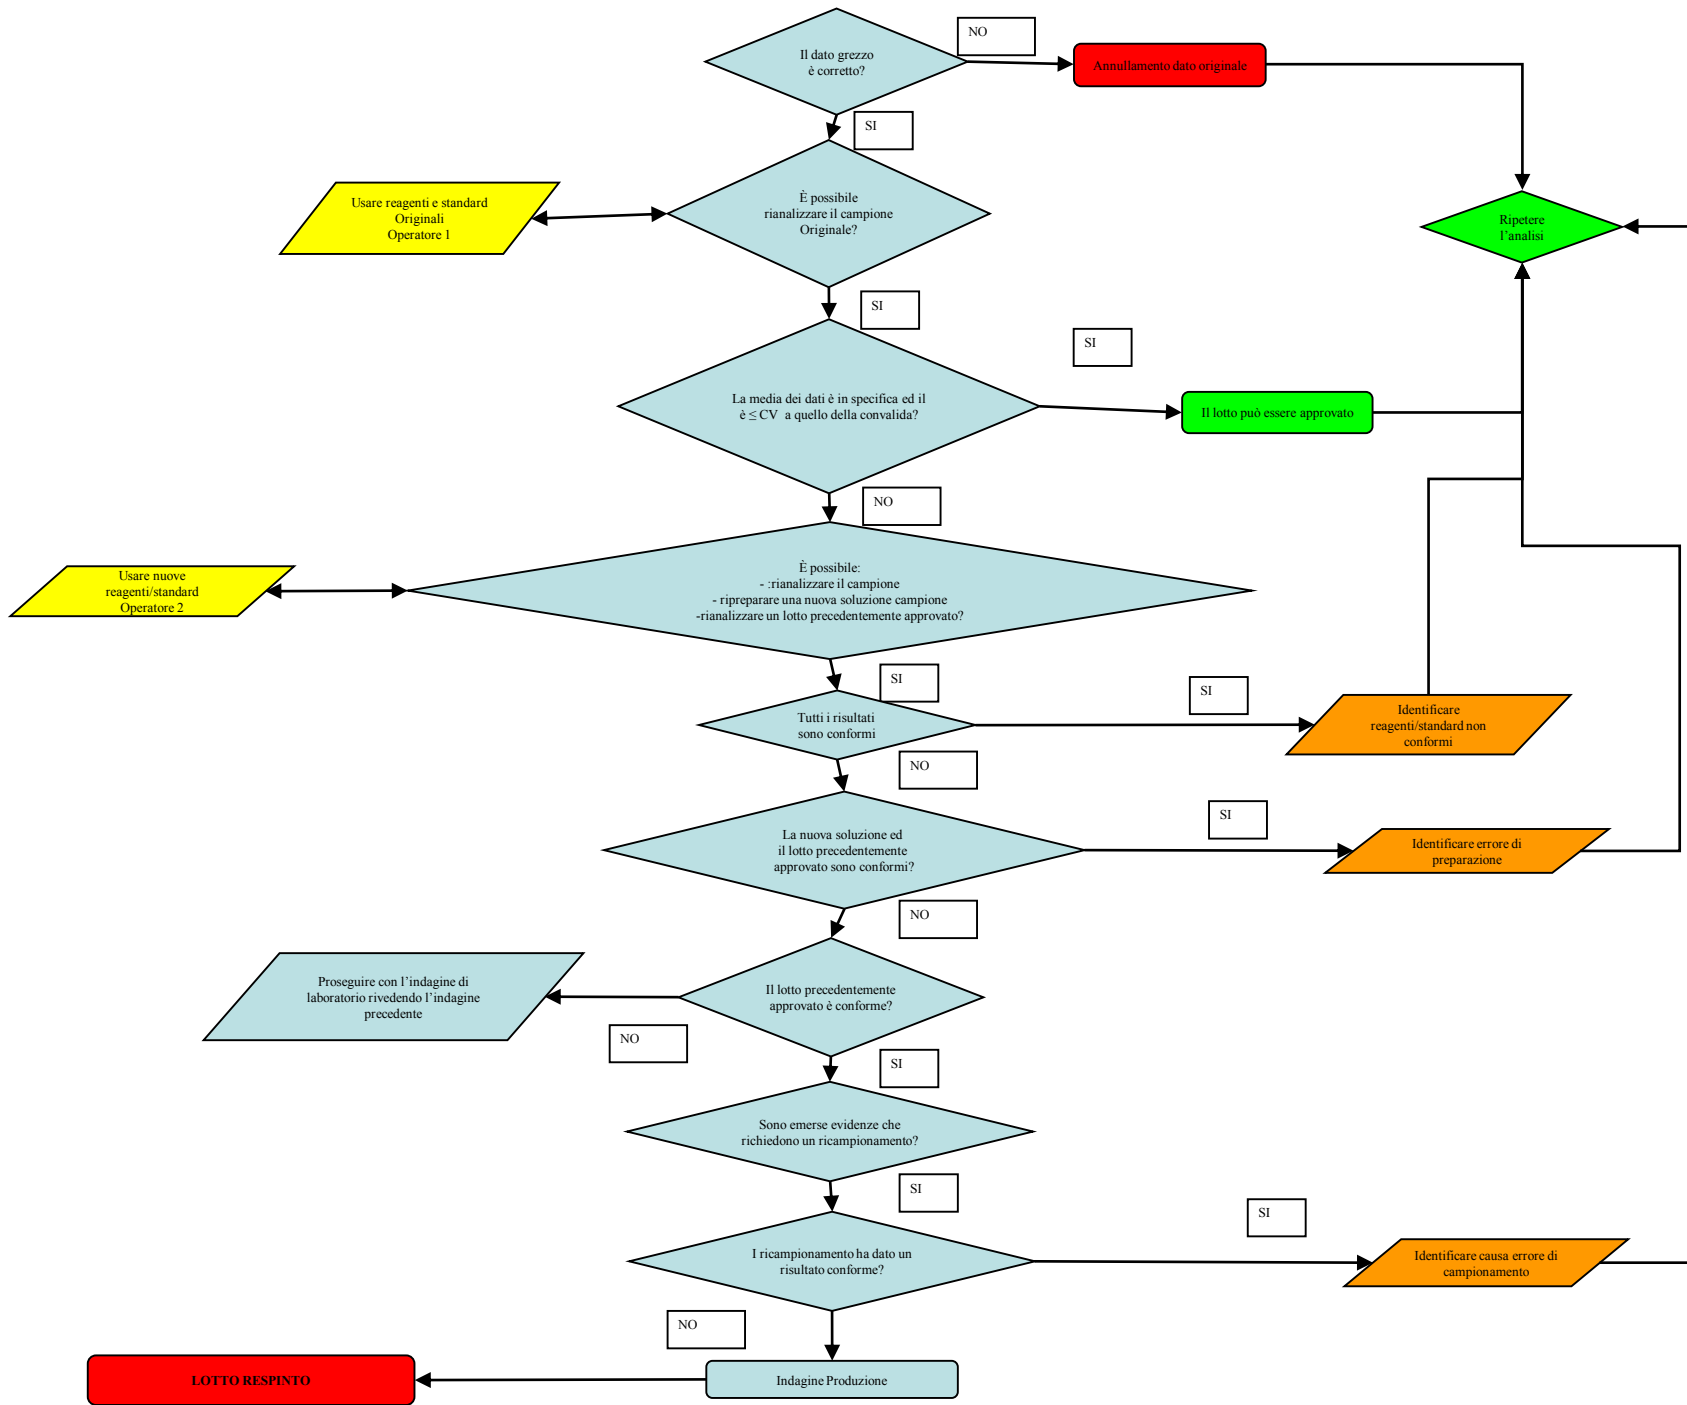 NO
Il dato grezzo
è corretto?
Annullamento dato originale
SI
È possibile
rianalizzare il campione
Originale?
Usare reagenti e standard
Originali
Operatore 1
Ripetere
l’analisi
SI
SI
La media dei dati è in specifica ed il
è ≤ CV a quello della convalida?
Il lotto può essere approvato
NO
È possibile:
- :rianalizzare il campione
- ripreparare una nuova soluzione campione
-rianalizzare un lotto precedentemente approvato?
Usare nuove
reagenti/standard
Operatore 2
SI
SI
Tutti i risultati
sono conformi
Identificare
reagenti/standard non
conformi
NO
SI
La nuova soluzione ed
il lotto precedentemente
approvato sono conformi?
Identificare errore di
preparazione
NO
Il lotto precedentemente
approvato è conforme?
Proseguire con l’indagine di
laboratorio rivedendo l’indagine
precedente
NO
SI
Sono emerse evidenze che
richiedono un ricampionamento?
SI
SI
I ricampionamento ha dato un
risultato conforme?
Identificare causa errore di
campionamento
NO
Indagine Produzione
LOTTO RESPINTO